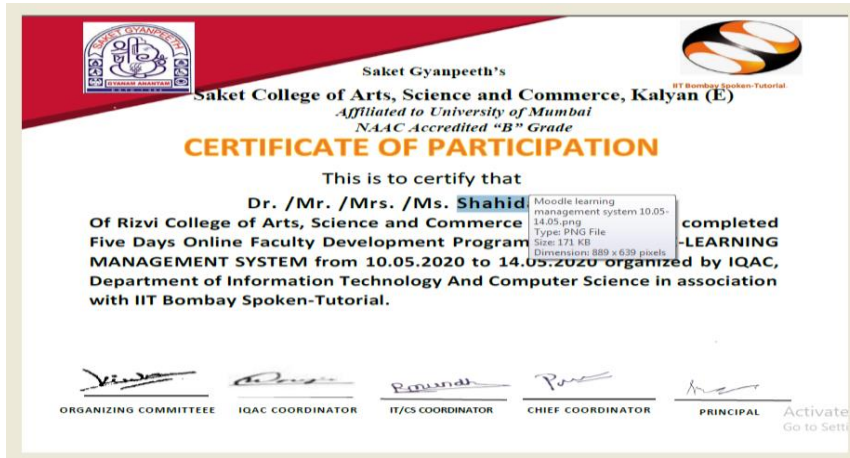 SAKET GYANPEETH
GYANAM ANANTAM
IIT Bombay Spoken-Tutorial.
Saket Gyanpeeth's
Saket College of Arts, Science and Commerce, Kalyan (E)
Affiliated to University of Mumbai
NAAC Accredited "B" Grade
CERTIFICATE OF PARTICIPATION
This is to certify that
Dr. /Mr. /Mrs. /Ms. Shahid
Of Rizvi College of Arts, Science and Commerce completed
Five Days Online Faculty Development Program -LEARNING
MANAGEMENT SYSTEM from 10.05.2020 to 14.05.2020 organized by IQAC,
Department of Information Technology And Computer Science in association
with IIT Bombay Spoken-Tutorial.
Moodle learning
management system 10.05-
14.05.png
Type: PNG File
Size: 171 KB
Dimension: 889 x 639 pixels
ORGANIZING COMMITTEEE IQAC COORDINATOR IT/CS COORDINATOR CHIEF COORDINATOR PRINCIPAL
Activate
Go to Setti